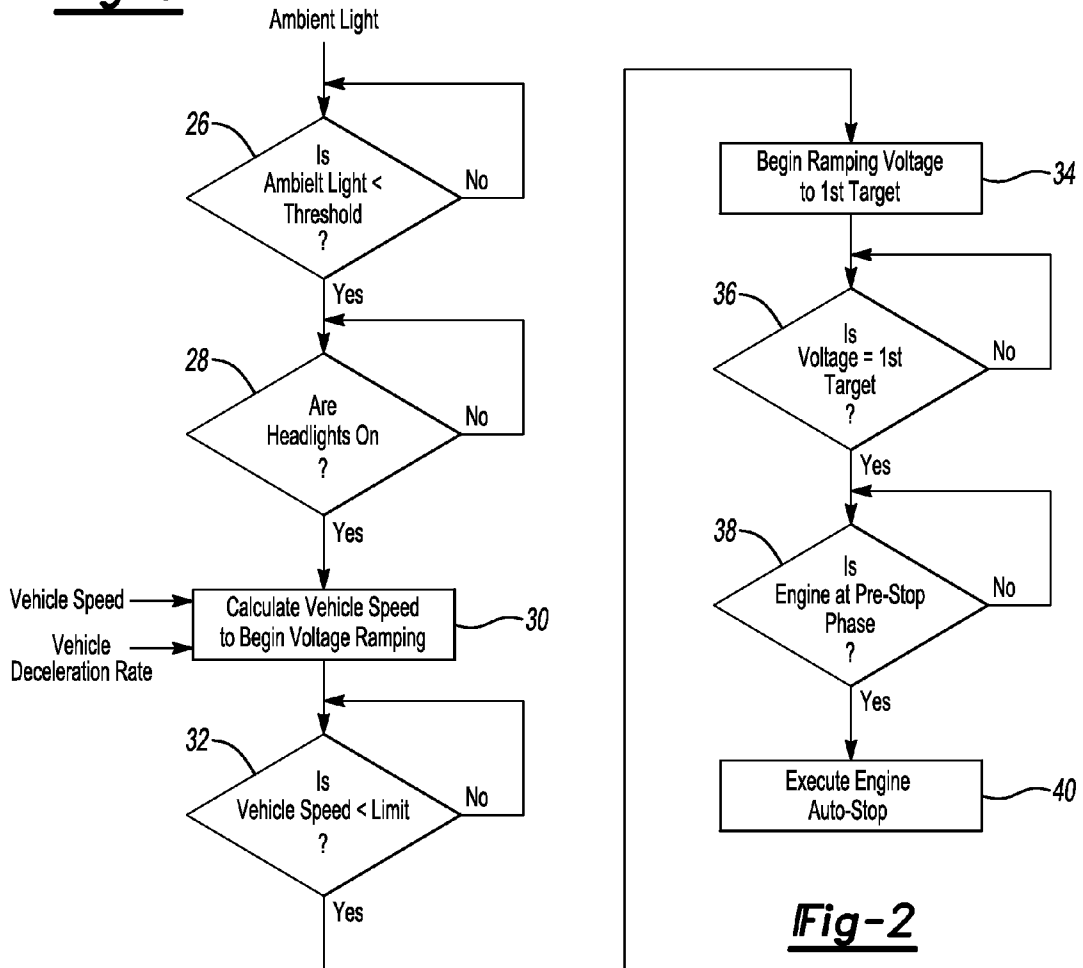 Ambient Light
26
Is
Ambielt Light <
Threshold
?
No
Yes
28
Are
Headlights On
?
No
Yes
Vehicle Speed
Vehicle
Deceleration Rate
Calculate Vehicle Speed
to Begin Voltage Ramping
30
32
Is
Vehicle Speed < Limit
?
No
Yes
Begin Ramping Voltage
to 1st Target
34
36
Is
Voltage = 1st
Target
?
No
Yes
38
Is
Engine at Pre-Stop
Phase
?
No
Yes
Execute Engine
Auto-Stop
40
Fig-2